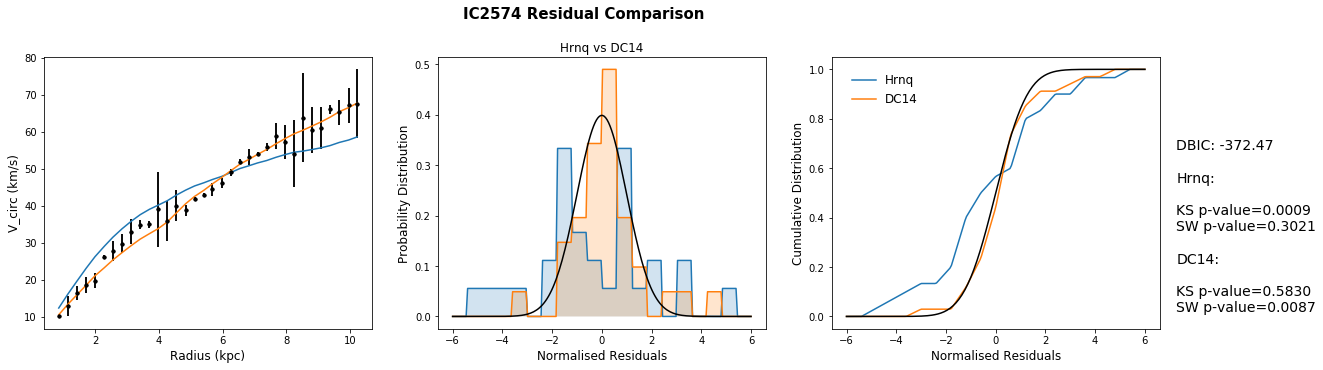 IC2574 Residual Comparison
V_circ (km/s)
80
70
60
50
40
30
20
10
2
4
6
8
10
Radius (kpc)
Hrnq vs DC14
Probability Distribution
0.5
0.4
0.3
0.2
0.1
0.0
−6
−4
−2
0
2
4
6
Normalised Residuals
Cumulative Distribution
1.0
0.8
0.6
0.4
0.2
0.0
Hrnq
DC14
−6
−4
−2
0
2
4
6
Normalised Residuals
DBIC: -372.47
Hrnq:
KS p-value=0.0009
SW p-value=0.3021
DC14:
KS p-value=0.5830
SW p-value=0.0087